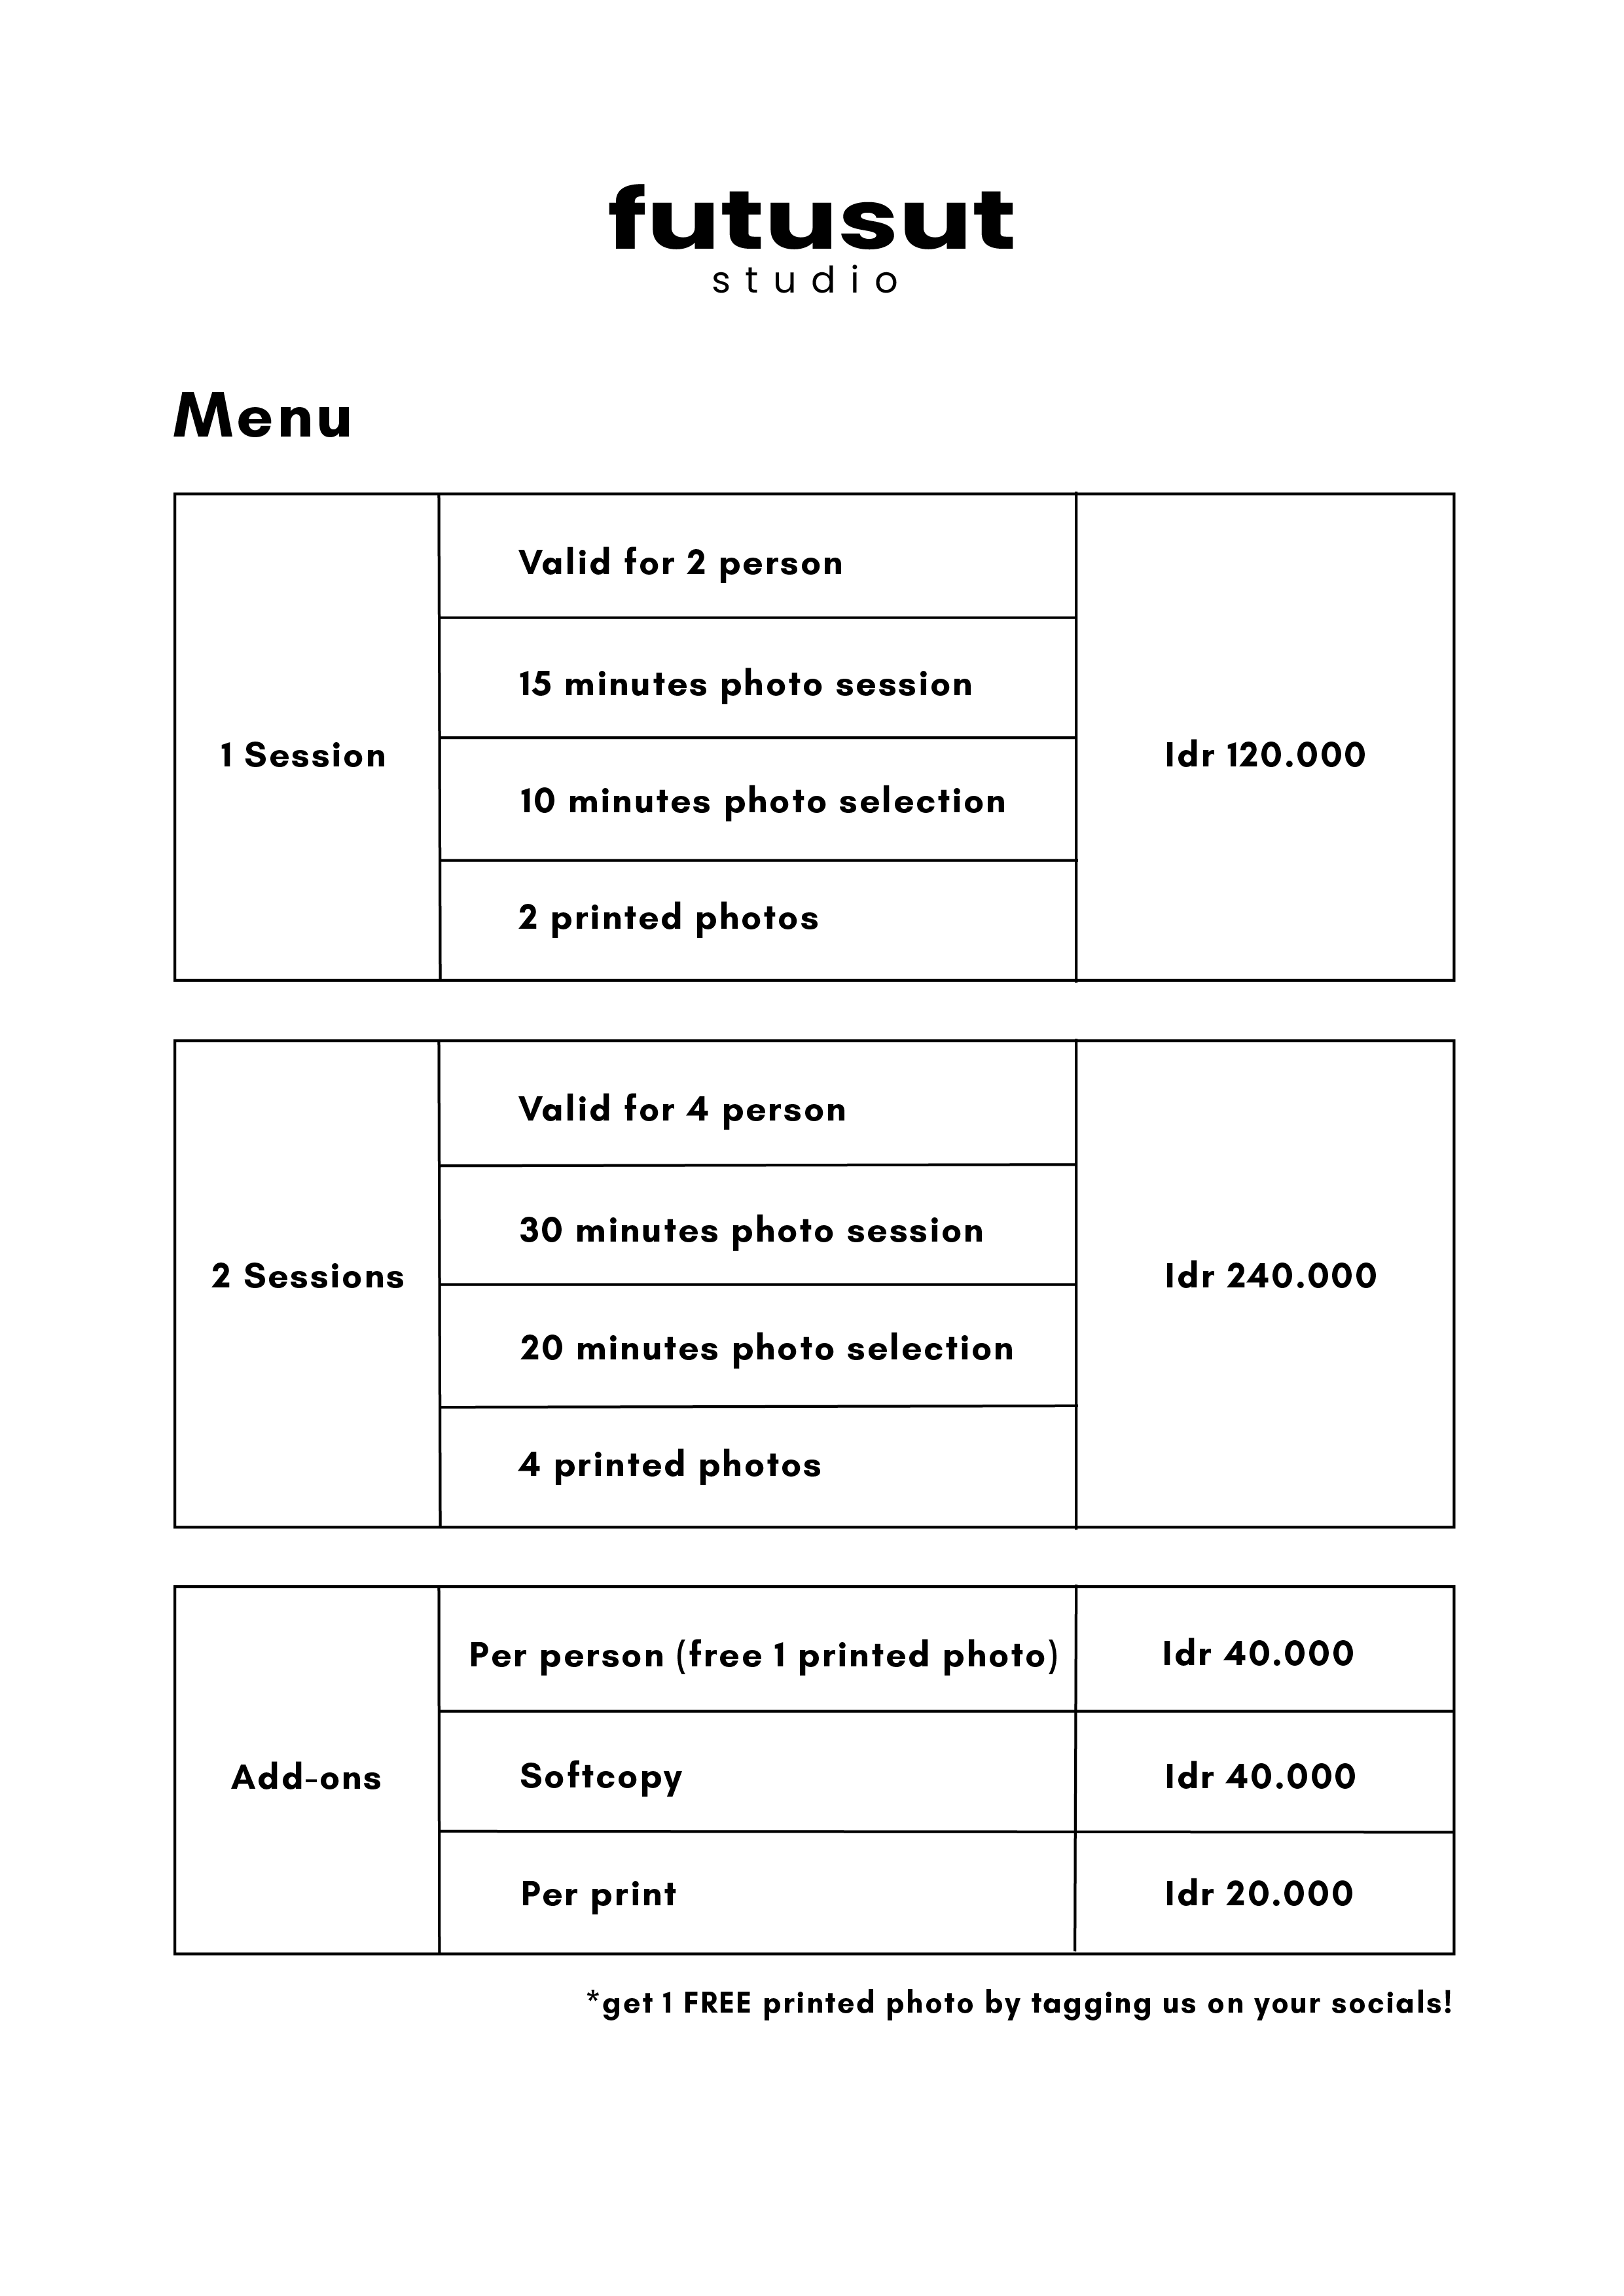 futusut
studio
Menu
1 Session
Valid for 2 person
15 minutes photo session
10 minutes photo selection
2 printed photos
Idr 120.000
2 Sessions
Valid for 4 person
30 minutes photo session
20 minutes photo selection
4 printed photos
Idr 240.000
Add-ons
Per person (free 1 printed photo)
Idr 40.000
Softcopy
Idr 40.000
Per print
Idr 20.000
*get 1 FREE printed photo by tagging us on your socials!